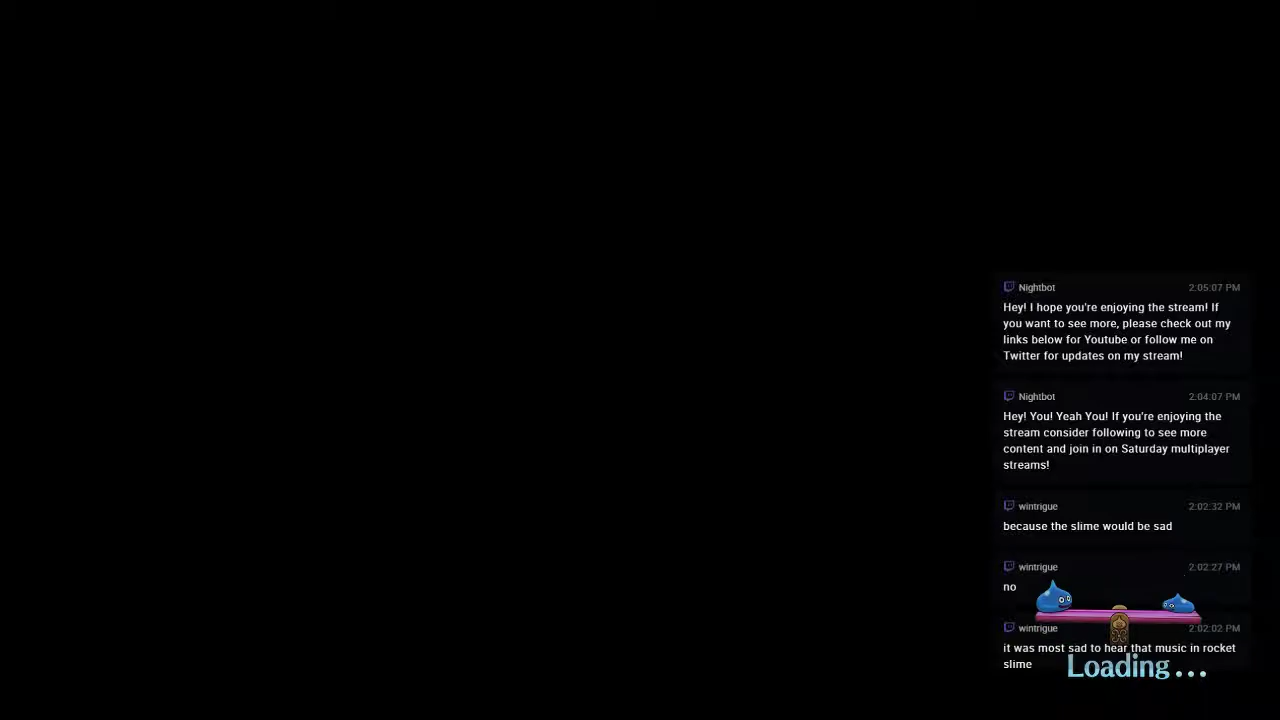 Nightbot 2:05:07 PM
Hey! I hope you're enjoying the stream! If
you want to see more, please check out my
links below for Youtube or follow me on
Twitter for updates on my stream!
Nightbot 2:04:07 PM
Hey! You! Yeah You! If you're enjoying the
stream consider following to see more
content and join in on Saturday multiplayer
streams!
wintrigue 2:02:32 PM
because the slime would be sad
wintrigue 2:02:27 PM
no
wintrigue 2:02:02 PM
it was most sad to hear that music in rocket
slime
Loading...